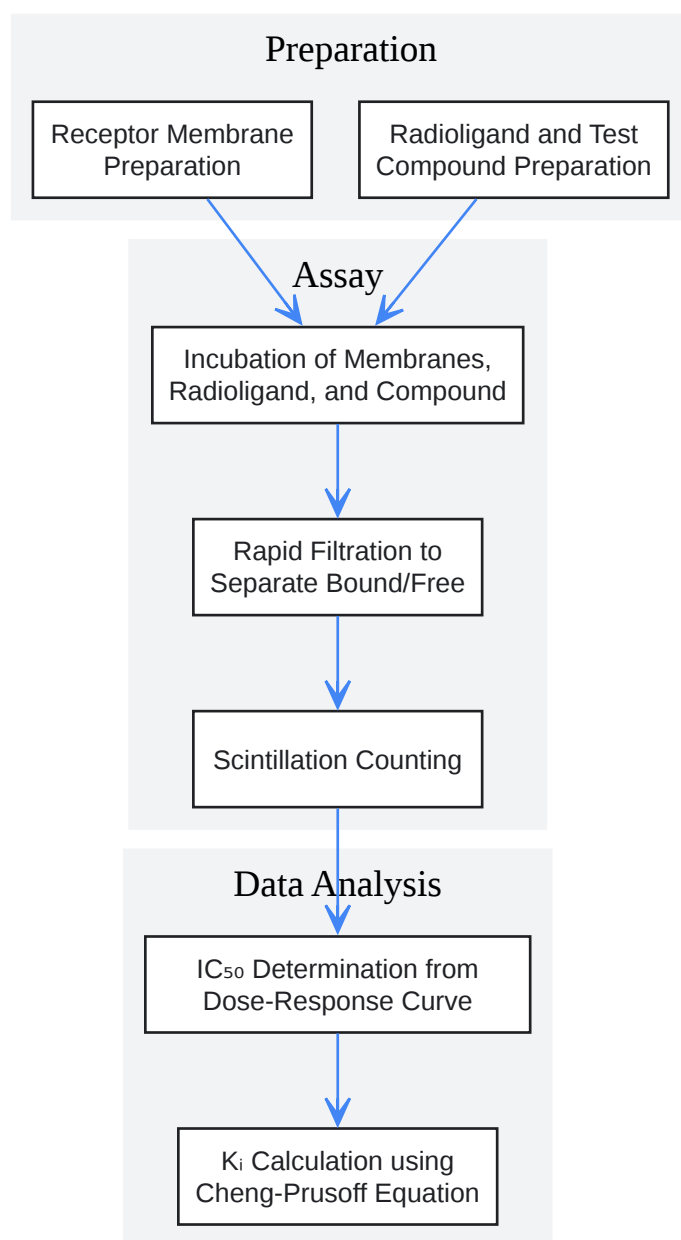 Preparation
Receptor Membrane
Preparation
Radioligand and Test
Compound Preparation
Assay
Incubation of Membranes,
Radioligand, and Compound
Rapid Filtration to
Separate Bound/Free
Scintillation Counting
Data Analysis
IC₅₀ Determination from
Dose-Response Curve
Kᵢ Calculation using
Cheng-Prusoff Equation